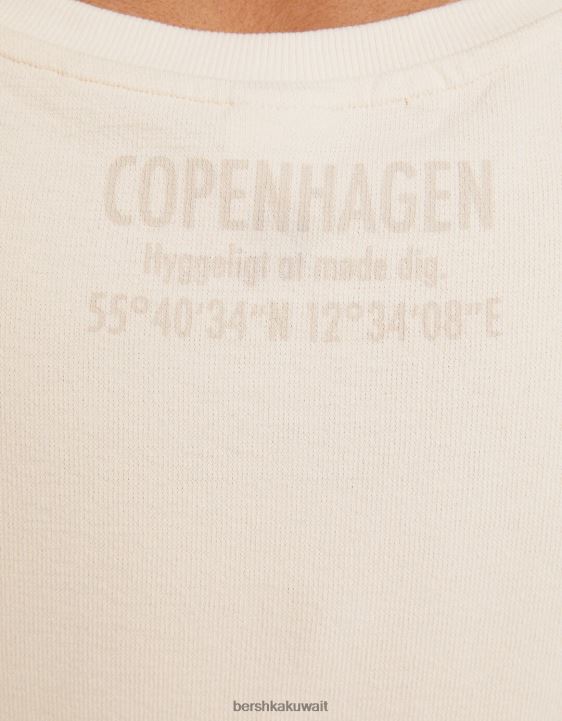 COPENHAGEN
Hyggeligt at møde dig.
55°40'34"N 12°34'08"E
bershkakuwait